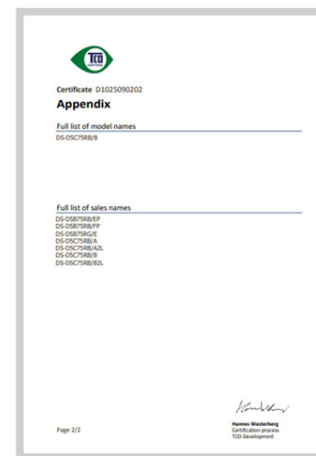 TCO
Certificate D1025090202
Appendix
Full list of model names
DS-D5C75RB/B
Full list of sales names
DS-D5B75RB/EP
DS-D5B75RB/FP
DS-D5B75RG/E
DS-D5C75RB/A
DS-D5C75RB/A2L
DS-D5C75RB/B
DS-D5C75RB/B2L
Page 2/2
Hannes Westerberg
Certification process
TCO Development